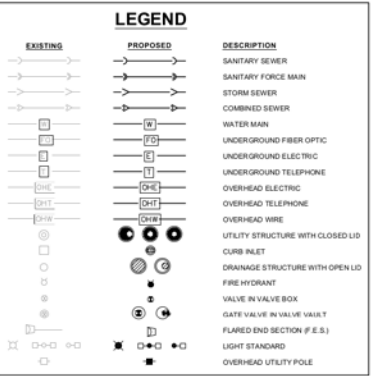 LEGEND
EXISTING PROPOSED DESCRIPTION
SANITARY SEWER
SANITARY FORCE MAIN
STORM SEWER
COMBINED SEWER
W W WATER MAIN
FO FO UNDERGROUND FIBER OPTIC
E E UNDERGROUND ELECTRIC
T T UNDERGROUND TELEPHONE
OHE OHE OVERHEAD ELECTRIC
OHT OHT OVERHEAD TELEPHONE
OHW OHW OVERHEAD WIRE
UTILITY STRUCTURE WITH CLOSED LID
CURB INLET
DRAINAGE STRUCTURE WITH OPEN LID
FIRE HYDRANT
VALVE IN VALVE BOX
GATE VALVE IN VALVE VAULT
FLARED END SECTION (F.E.S.)
LIGHT STANDARD
OVERHEAD UTILITY POLE